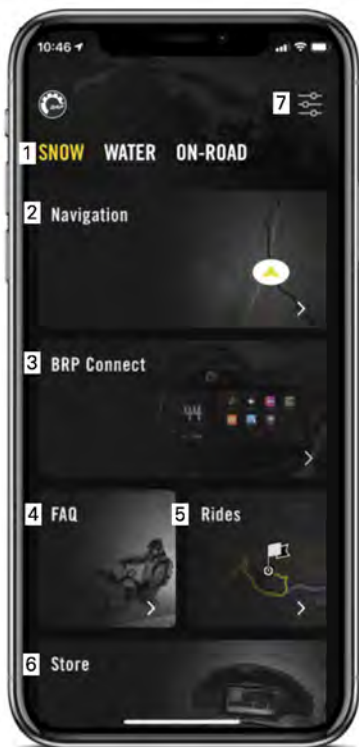 10:46
7
1 SNOW WATER ON-ROAD
2 Navigation
3 BRP Connect
44
4 FAQ
5 Rides
6 Store